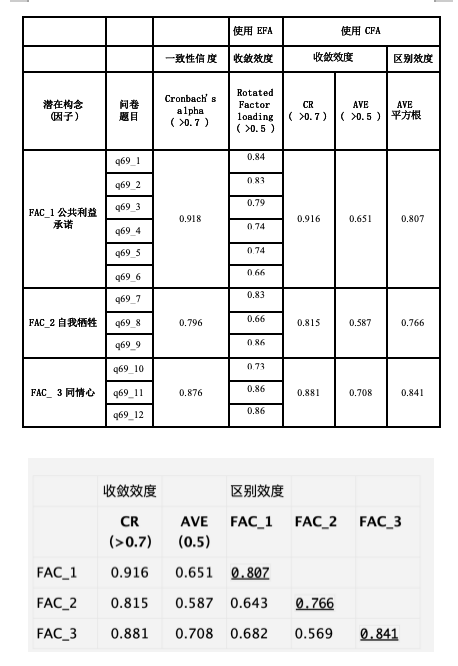 使用 EFA 使用 CFA
一致性信度 收敛效度 收敛效度 区别效度
潜在构念 (因子) 问卷 题目 Cronbach's alpha ( >0.7 ) Rotated Factor loading ( >0.5 ) CR ( >0.7 ) AVE ( >0.5 ) AVE 平方根
FAC_1 公共利益承诺 0.918 0.916 0.651 0.807
q69_1 0.84
q69_2 0.83
q69_3 0.79
q69_4 0.74
q69_5 0.74
q69_6 0.66
FAC_2 自我牺牲 0.796 0.815 0.587 0.766
q69_7 0.83
q69_8 0.66
q69_9 0.86
FAC_ 3 同情心 0.876 0.881 0.708 0.841
q69_10 0.73
q69_11 0.86
q69_12 0.86
收敛效度 区别效度
CR (>0.7) AVE (0.5) FAC_1 FAC_2 FAC_3
FAC_1 0.916 0.651 0.807
FAC_2 0.815 0.587 0.643 0.766
FAC_3 0.881 0.708 0.682 0.569 0.841